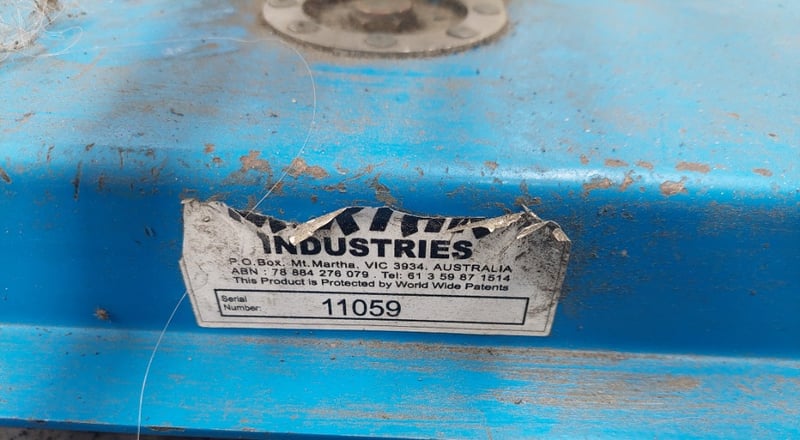 INDUSTRIES
P.O.Box, Mt.Martha, VIC 3934, AUSTRALIA
ABN : 78 884 276 079 . Tel: 61 3 59 87 1514
This Product is Protected by World Wide Patents
Serial
Number: 11059